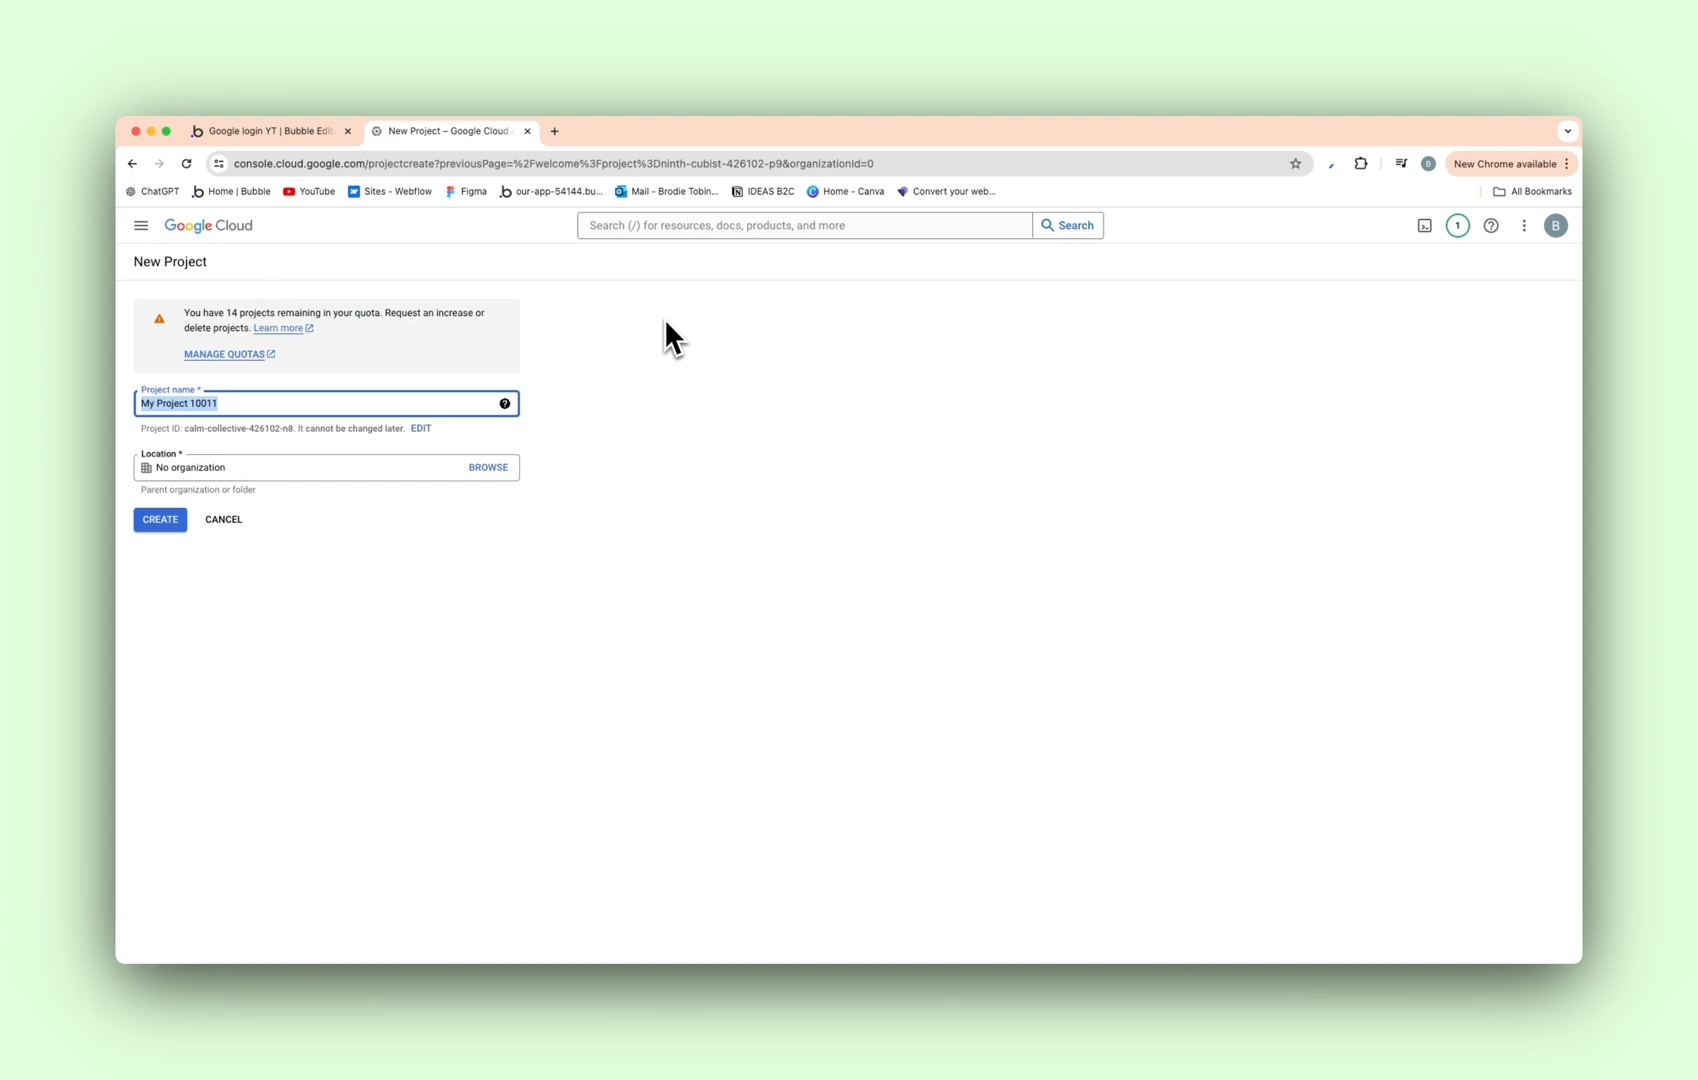 Google login YT | Bubble Edit
New Project – Google Cloud
console.cloud.google.com/projectcreate?previousPage=%2Fwelcome%3Fproject%3Dninth-cubist-426102-p9&organizationId=0
B
New Chrome available
ChatGPT
Home | Bubble
YouTube
Sites - Webflow
Figma
our-app-54144.bu...
Mail - Brodie Tobin...
IDEAS B2C
Home - Canva
Convert your web...
All Bookmarks
Google Cloud
Search (/) for resources, docs, products, and more
Search
1
B
New Project
You have 14 projects remaining in your quota. Request an increase or
delete projects. Learn more
MANAGE QUOTAS
Project name *
My Project 10011
Project ID: calm-collective-426102-n8. It cannot be changed later. EDIT
Location *
No organization
BROWSE
Parent organization or folder
CREATE
CANCEL